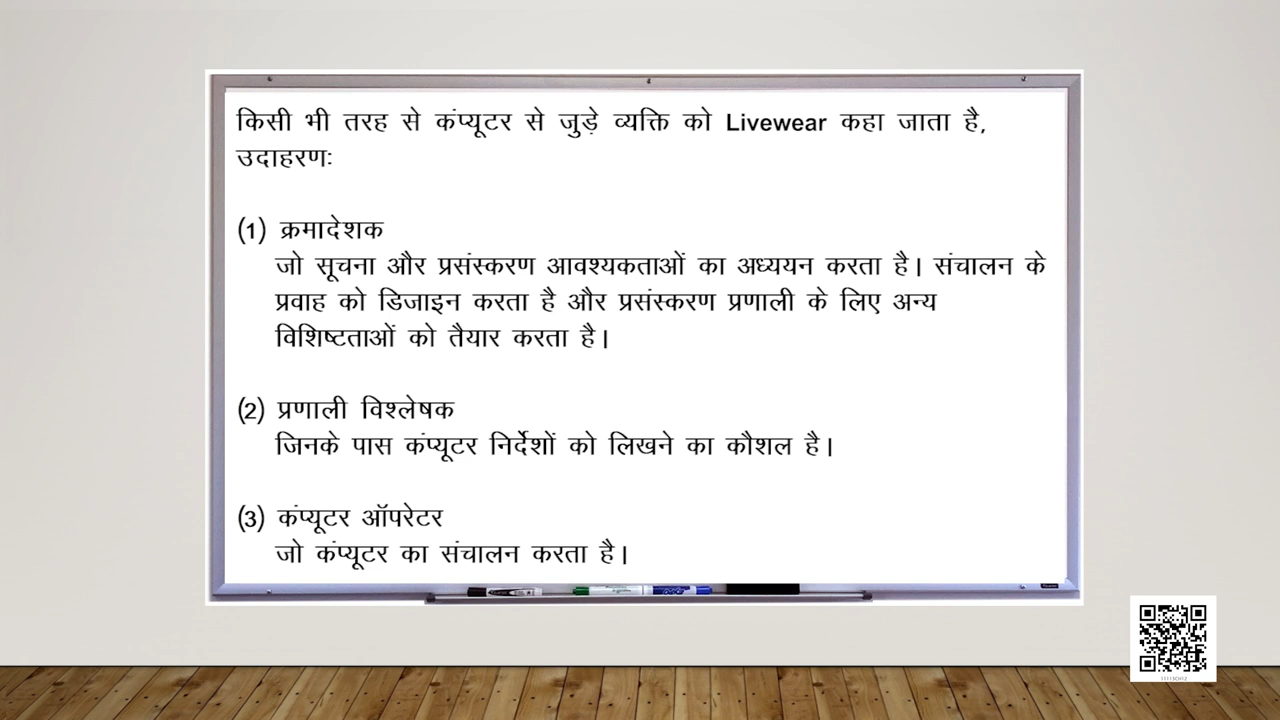 किसी भी तरह से कंप्यूटर से जुड़े व्यक्ति को Livewear कहा जाता है,
उदाहरण:
(1) क्रमादेशक
जो सूचना और प्रसंस्करण आवश्यकताओं का अध्ययन करता है। संचालन के
प्रवाह को डिजाइन करता है और प्रसंस्करण प्रणाली के लिए अन्य
विशिष्टताओं को तैयार करता है।
(2) प्रणाली विश्लेषक
जिनके पास कंप्यूटर निर्देशों को लिखने का कौशल है।
(3) कंप्यूटर ऑपरेटर
जो कंप्यूटर का संचालन करता है।